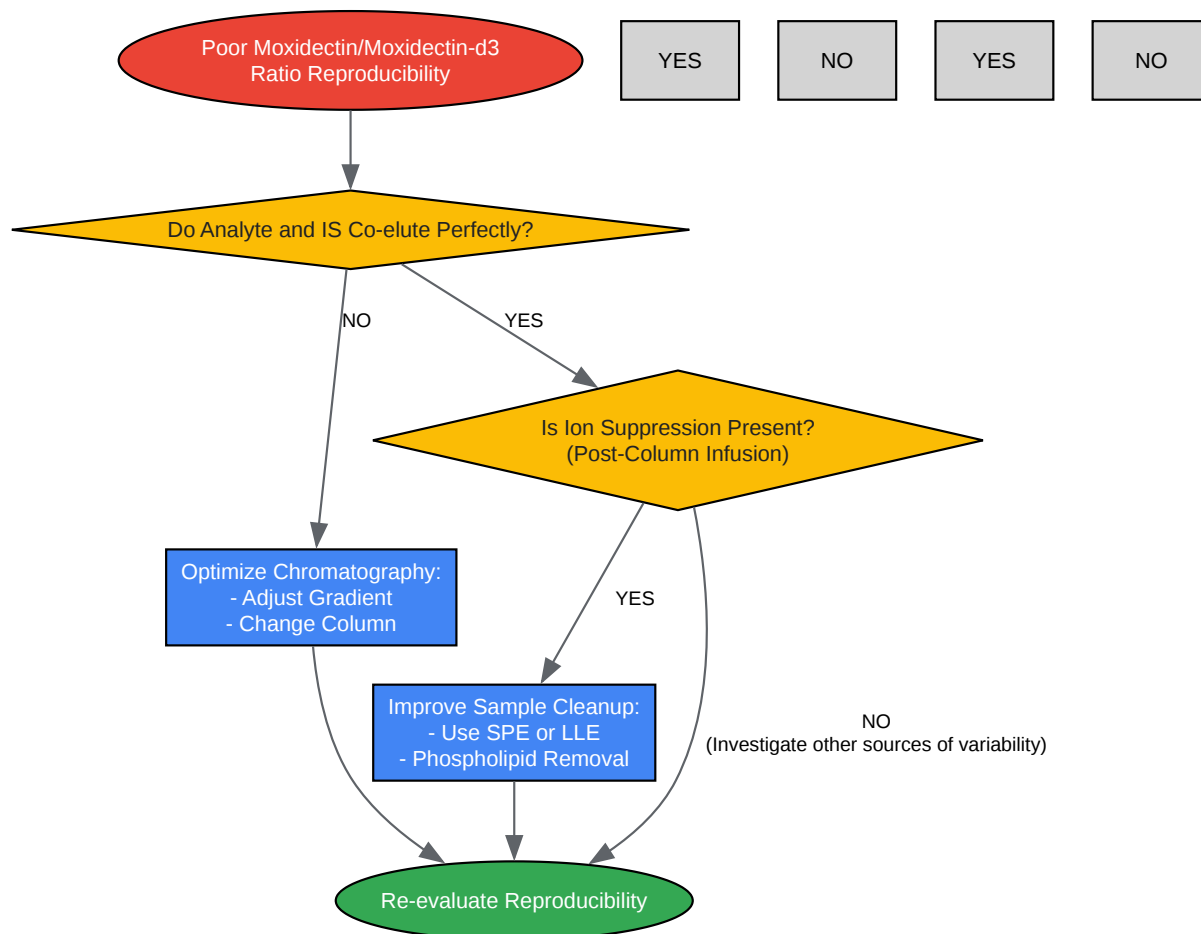 Poor Moxidectin/Moxidectin-d3
Ratio Reproducibility
YES
NO
YES
NO
Do Analyte and IS Co-elute Perfectly?
NO
YES
Is Ion Suppression Present?
(Post-Column Infusion)
Optimize Chromatography:
- Adjust Gradient
- Change Column
YES
Improve Sample Cleanup:
- Use SPE or LLE
- Phospholipid Removal
NO
(Investigate other sources of variability)
Re-evaluate Reproducibility